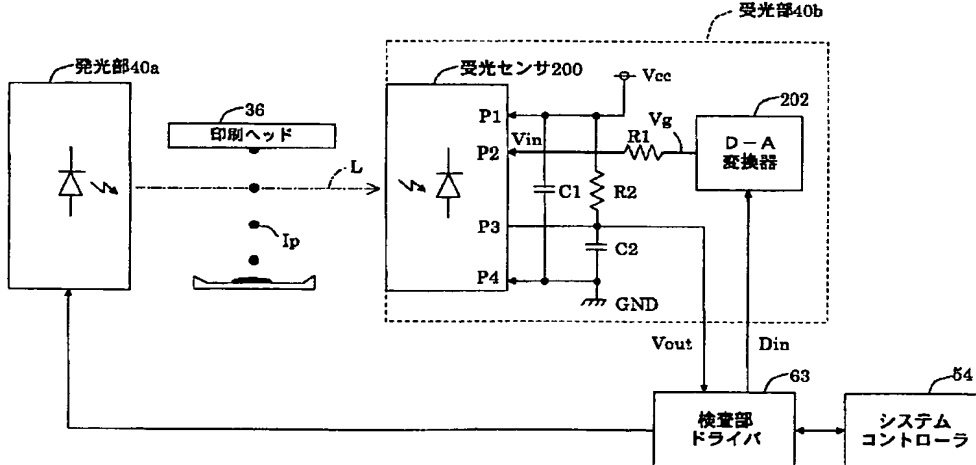 受光部40b
発光部40a
受光センサ200
Vcc
36
印刷ヘッド
P1
Vin
P2
R1
Vg
202
D－A
変換器
L
C1
R2
P3
C2
Ip
P4
GND
Vout
Din
63
検査部
ドライバ
54
システム
コントローラ